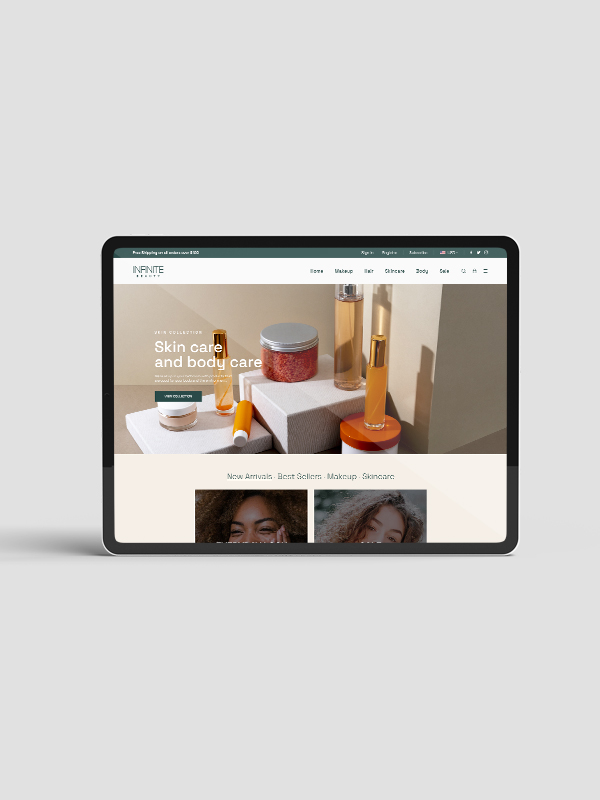 Free Shipping on all orders over $100
Sign In Register Subscribe
INFINITE
BEAUTY
Home Makeup Hair Skincare Body Sale
SKIN COLLECTION
Skin care
and body care
VIEW COLLECTION
New Arrivals · Best Sellers · Makeup · Skincare